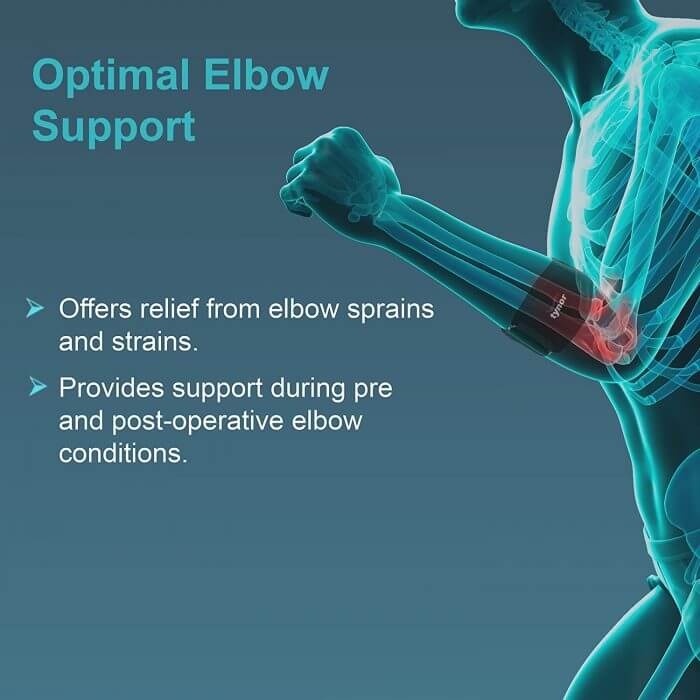 Optimal Elbow
Support
Offers relief from elbow sprains
and strains.
Provides support during pre
and post-operative elbow
conditions.
tynor